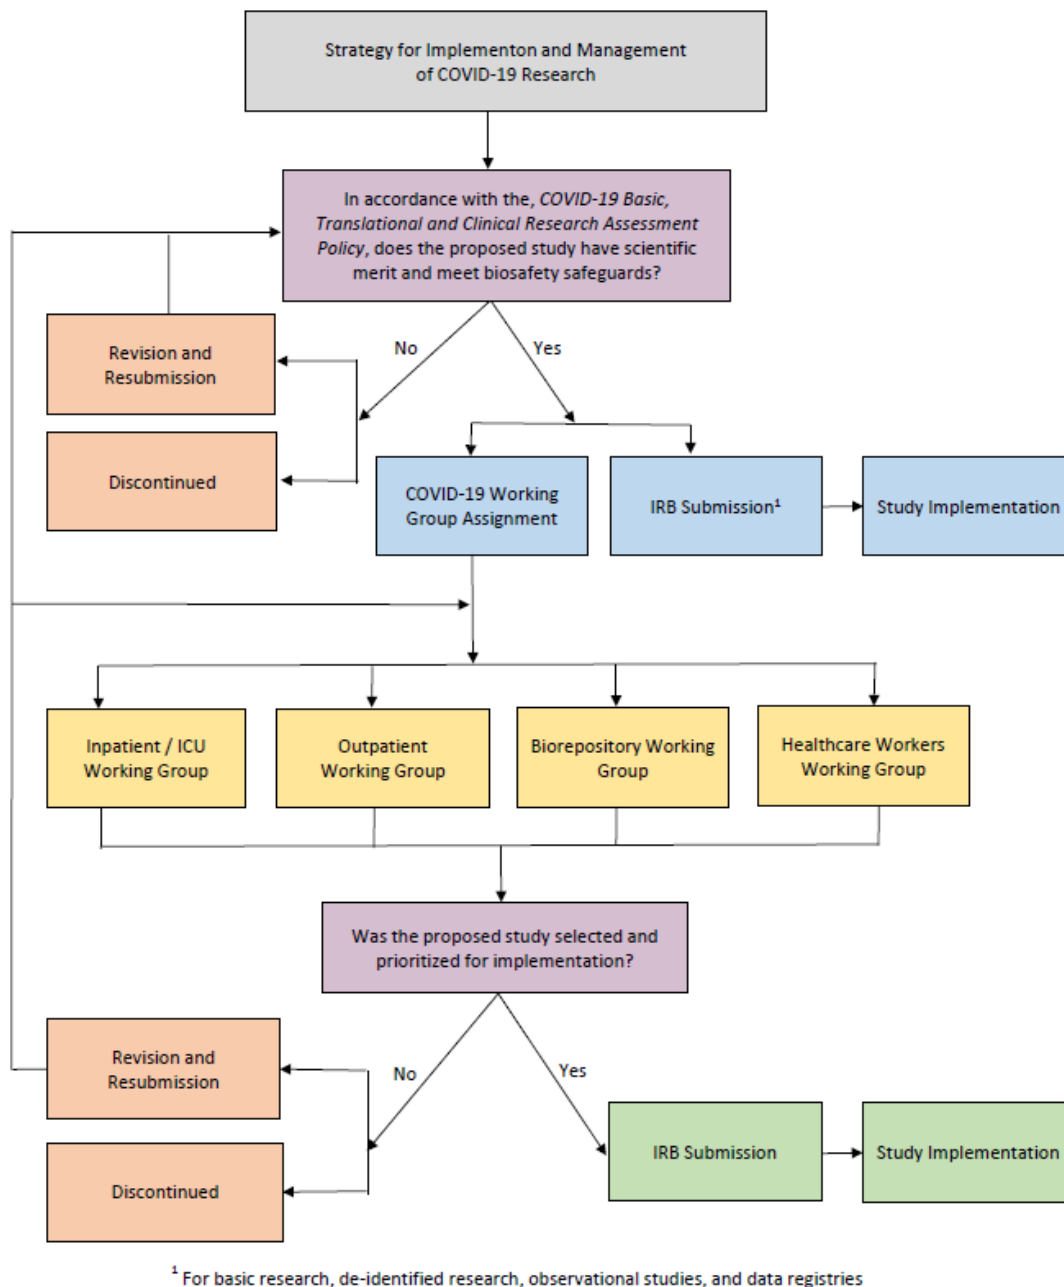 Strategy for Implementon and Management
of COVID-19 Research
In accordance with the, COVID-19 Basic,
Translational and Clinical Research Assessment
Policy, does the proposed study have scientific
merit and meet biosafety safeguards?
No
Yes
Revision and
Resubmission
Discontinued
COVID-19 Working
Group Assignment
IRB Submission¹
Study Implementation
Inpatient / ICU
Working Group
Outpatient
Working Group
Biorepository Working
Group
Healthcare Workers
Working Group
Was the proposed study selected and
prioritized for implementation?
No
Yes
Revision and
Resubmission
Discontinued
IRB Submission
Study Implementation
¹ For basic research, de-identified research, observational studies, and data registries